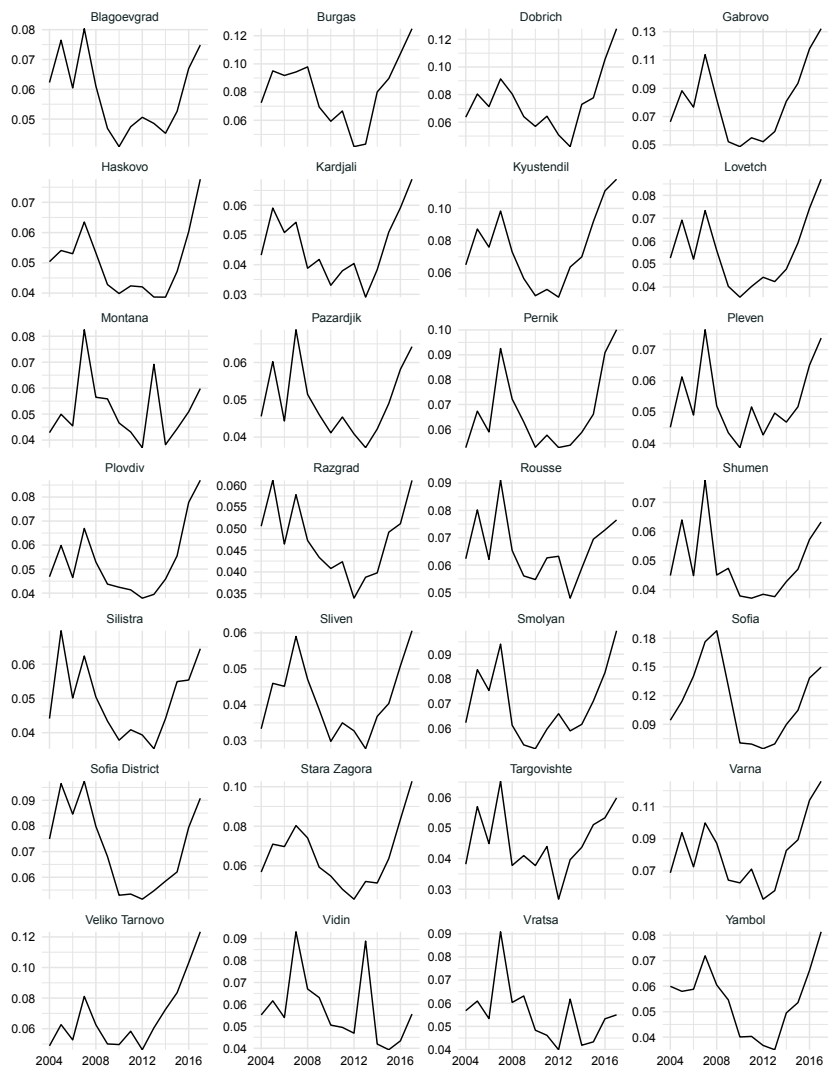 Blagoevgrad Burgas Dobrich Gabrovo
0.08 0.12 0.12 0.13
0.07 0.10 0.10 0.11
0.06 0.08 0.08 0.09
0.05 0.06 0.06 0.07
0.05
Haskovo Kardjali Kyustendil Lovetch
0.07 0.06 0.10 0.08
0.06 0.05 0.08 0.07
0.05 0.04 0.06 0.06
0.04 0.03 0.05
0.04
Montana Pazardjik Pernik Pleven
0.08 0.06 0.10 0.07
0.07 0.05 0.09 0.06
0.06 0.04 0.08 0.05
0.05 0.07 0.04
0.04 0.06
Plovdiv Razgrad Rousse Shumen
0.08 0.060 0.09 0.07
0.07 0.055 0.08 0.06
0.06 0.050 0.07 0.05
0.05 0.045 0.06 0.04
0.04 0.040 0.05
0.035
Silistra Sliven Smolyan Sofia
0.06 0.06 0.09 0.18
0.05 0.05 0.08 0.15
0.04 0.04 0.07 0.12
0.03 0.06 0.09
Sofia District Stara Zagora Targovishte Varna
0.09 0.10 0.06 0.11
0.08 0.08 0.05 0.09
0.07 0.06 0.04 0.07
0.06 0.03
Veliko Tarnovo Vidin Vratsa Yambol
0.12 0.09 0.09 0.08
0.10 0.08 0.08 0.07
0.08 0.07 0.07 0.06
0.06 0.06 0.06 0.05
0.05 0.05 0.04
0.04 0.04
2004 2008 2012 2016 2004 2008 2012 2016 2004 2008 2012 2016 2004 2008 2012 2016